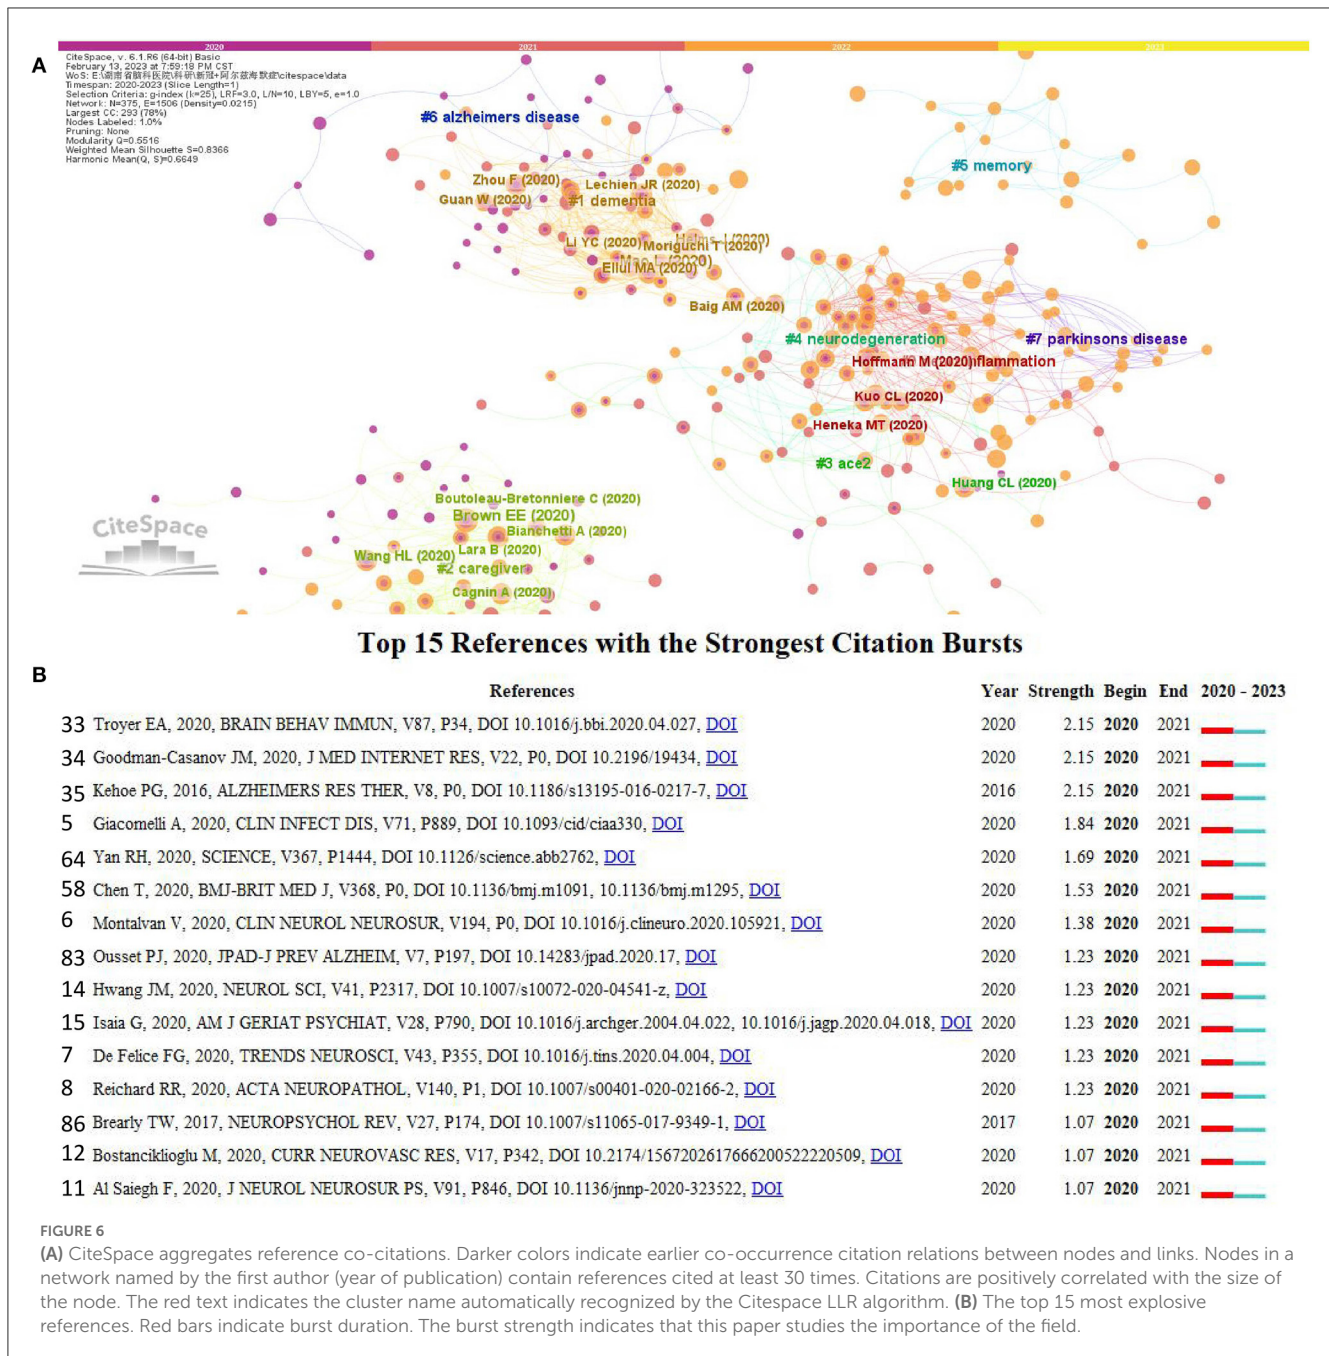 2020 2021 2022 2023
A
CiteSpace, v. 6.1.R6 (64-bit) Basic
February 13, 2023 at 7:59:18 PM CST
WoS: E:\湖南省脑科医院\科研\新冠+阿尔兹海默症\citespace\data
Timespan: 2020-2023 (Slice Length=1)
Selection Criteria: g-index (k=25), LRF=3.0, L/N=10, LBY=5, e=1.0
Network: N=375, E=1506 (Density=0.0215)
Largest CC: 293 (78%)
Nodes Labeled: 1.0%
Pruning: None
Modularity Q=0.5516
Weighted Mean Silhouette S=0.8366
Harmonic Mean(Q, S)=0.6649
#6 alzheimers disease
#5 memory
Zhou F (2020)
Lechien JR (2020)
Guan W (2020)
#1 dementia
Li YC (2020)
Moriguchi T (2020)
Helms J (2020)
Mao L (2020)
Ellul MA (2020)
Baig AM (2020)
#4 neurodegeneration
#7 parkinsons disease
Hoffmann M (2020)
flammation
Kuo CL (2020)
Heneka MT (2020)
#3 ace2
Huang CL (2020)
Boutoleau-Bretonniere C (2020)
Brown EE (2020)
Bianchetti A (2020)
Lara B (2020)
Wang HL (2020)
#2 caregiver
Cagnin A (2020)
CiteSpace
Top 15 References with the Strongest Citation Bursts
B
References Year Strength Begin End 2020 - 2023
33 Troyer EA, 2020, BRAIN BEHAV IMMUN, V87, P34, DOI 10.1016/j.bbi.2020.04.027, DOI 2020 2.15 2020 2021
34 Goodman-Casanov JM, 2020, J MED INTERNET RES, V22, P0, DOI 10.2196/19434, DOI 2020 2.15 2020 2021
35 Kehoe PG, 2016, ALZHEIMERS RES THER, V8, P0, DOI 10.1186/s13195-016-0217-7, DOI 2016 2.15 2020 2021
5 Giacomelli A, 2020, CLIN INFECT DIS, V71, P889, DOI 10.1093/cid/ciaa330, DOI 2020 1.84 2020 2021
64 Yan RH, 2020, SCIENCE, V367, P1444, DOI 10.1126/science.abb2762, DOI 2020 1.69 2020 2021
58 Chen T, 2020, BMJ-BRIT MED J, V368, P0, DOI 10.1136/bmj.m1091, 10.1136/bmj.m1295, DOI 2020 1.53 2020 2021
6 Montalvan V, 2020, CLIN NEUROL NEUROSUR, V194, P0, DOI 10.1016/j.clineuro.2020.105921, DOI 2020 1.38 2020 2021
83 Ousset PJ, 2020, JPAD-J PREV ALZHEIM, V7, P197, DOI 10.14283/jpad.2020.17, DOI 2020 1.23 2020 2021
14 Hwang JM, 2020, NEUROL SCI, V41, P2317, DOI 10.1007/s10072-020-04541-z, DOI 2020 1.23 2020 2021
15 Isaia G, 2020, AM J GERIAT PSYCHIAT, V28, P790, DOI 10.1016/j.archger.2004.04.022, 10.1016/j.jagp.2020.04.018, DOI 2020 1.23 2020 2021
7 De Felice FG, 2020, TRENDS NEUROSCI, V43, P355, DOI 10.1016/j.tins.2020.04.004, DOI 2020 1.23 2020 2021
8 Reichard RR, 2020, ACTA NEUROPATHOL, V140, P1, DOI 10.1007/s00401-020-02166-2, DOI 2020 1.23 2020 2021
86 Brearly TW, 2017, NEUROPSYCHOL REV, V27, P174, DOI 10.1007/s11065-017-9349-1, DOI 2017 1.07 2020 2021
12 Bostanciklioglu M, 2020, CURR NEUROVASC RES, V17, P342, DOI 10.2174/1567202617666200522220509, DOI 2020 1.07 2020 2021
11 Al Saiegh F, 2020, J NEUROL NEUROSUR PS, V91, P846, DOI 10.1136/jnnp-2020-323522, DOI 2020 1.07 2020 2021
FIGURE 6
(A) CiteSpace aggregates reference co-citations. Darker colors indicate earlier co-occurrence citation relations between nodes and links. Nodes in a
network named by the first author (year of publication) contain references cited at least 30 times. Citations are positively correlated with the size of
the node. The red text indicates the cluster name automatically recognized by the Citespace LLR algorithm. (B) The top 15 most explosive
references. Red bars indicate burst duration. The burst strength indicates that this paper studies the importance of the field.